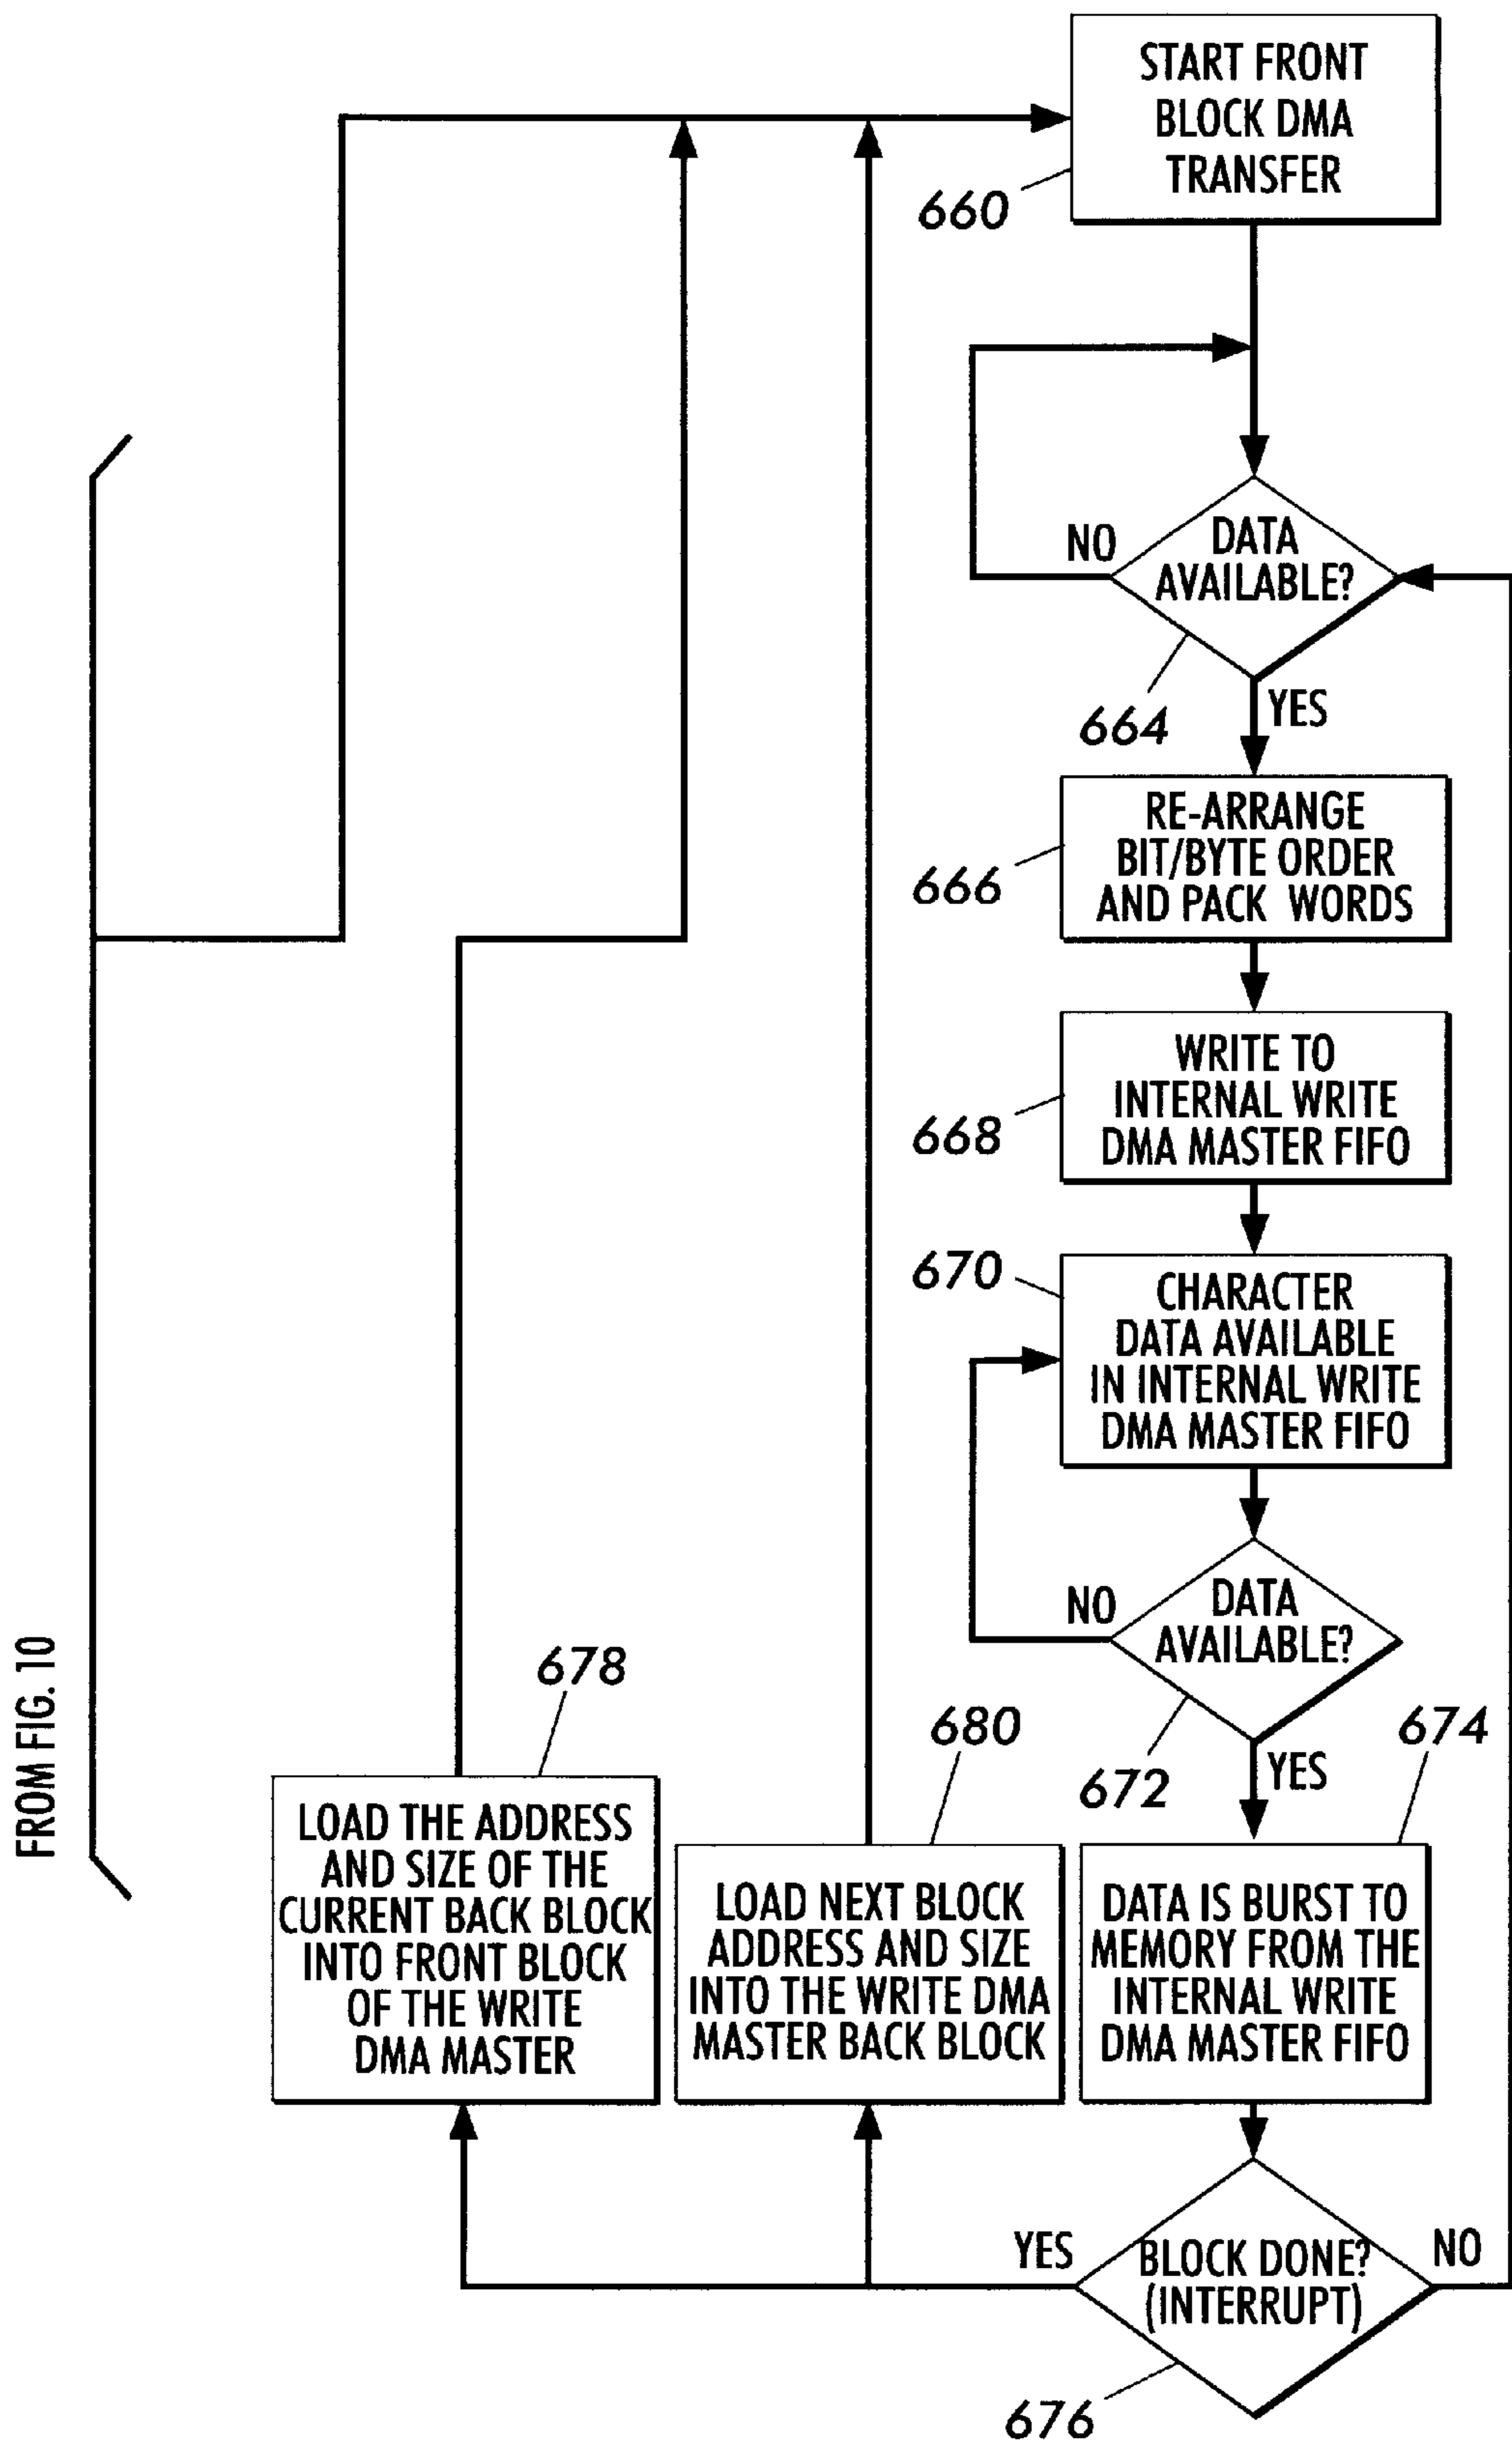 START FRONT
BLOCK DMA
TRANSFER
660
NO
DATA
AVAILABLE?
664
YES
RE-ARRANGE
BIT/BYTE ORDER
AND PACK WORDS
666
WRITE TO
INTERNAL WRITE
DMA MASTER FIFO
668
670
CHARACTER
DATA AVAILABLE
IN INTERNAL WRITE
DMA MASTER FIFO
NO
DATA
AVAILABLE?
672
YES
674
DATA IS BURST TO
MEMORY FROM THE
INTERNAL WRITE
DMA MASTER FIFO
678
LOAD THE ADDRESS
AND SIZE OF THE
CURRENT BACK BLOCK
INTO FRONT BLOCK
OF THE WRITE
DMA MASTER
680
LOAD NEXT BLOCK
ADDRESS AND SIZE
INTO THE WRITE DMA
MASTER BACK BLOCK
YES
BLOCK DONE?
(INTERRUPT)
NO
676
FROM FIG. 10